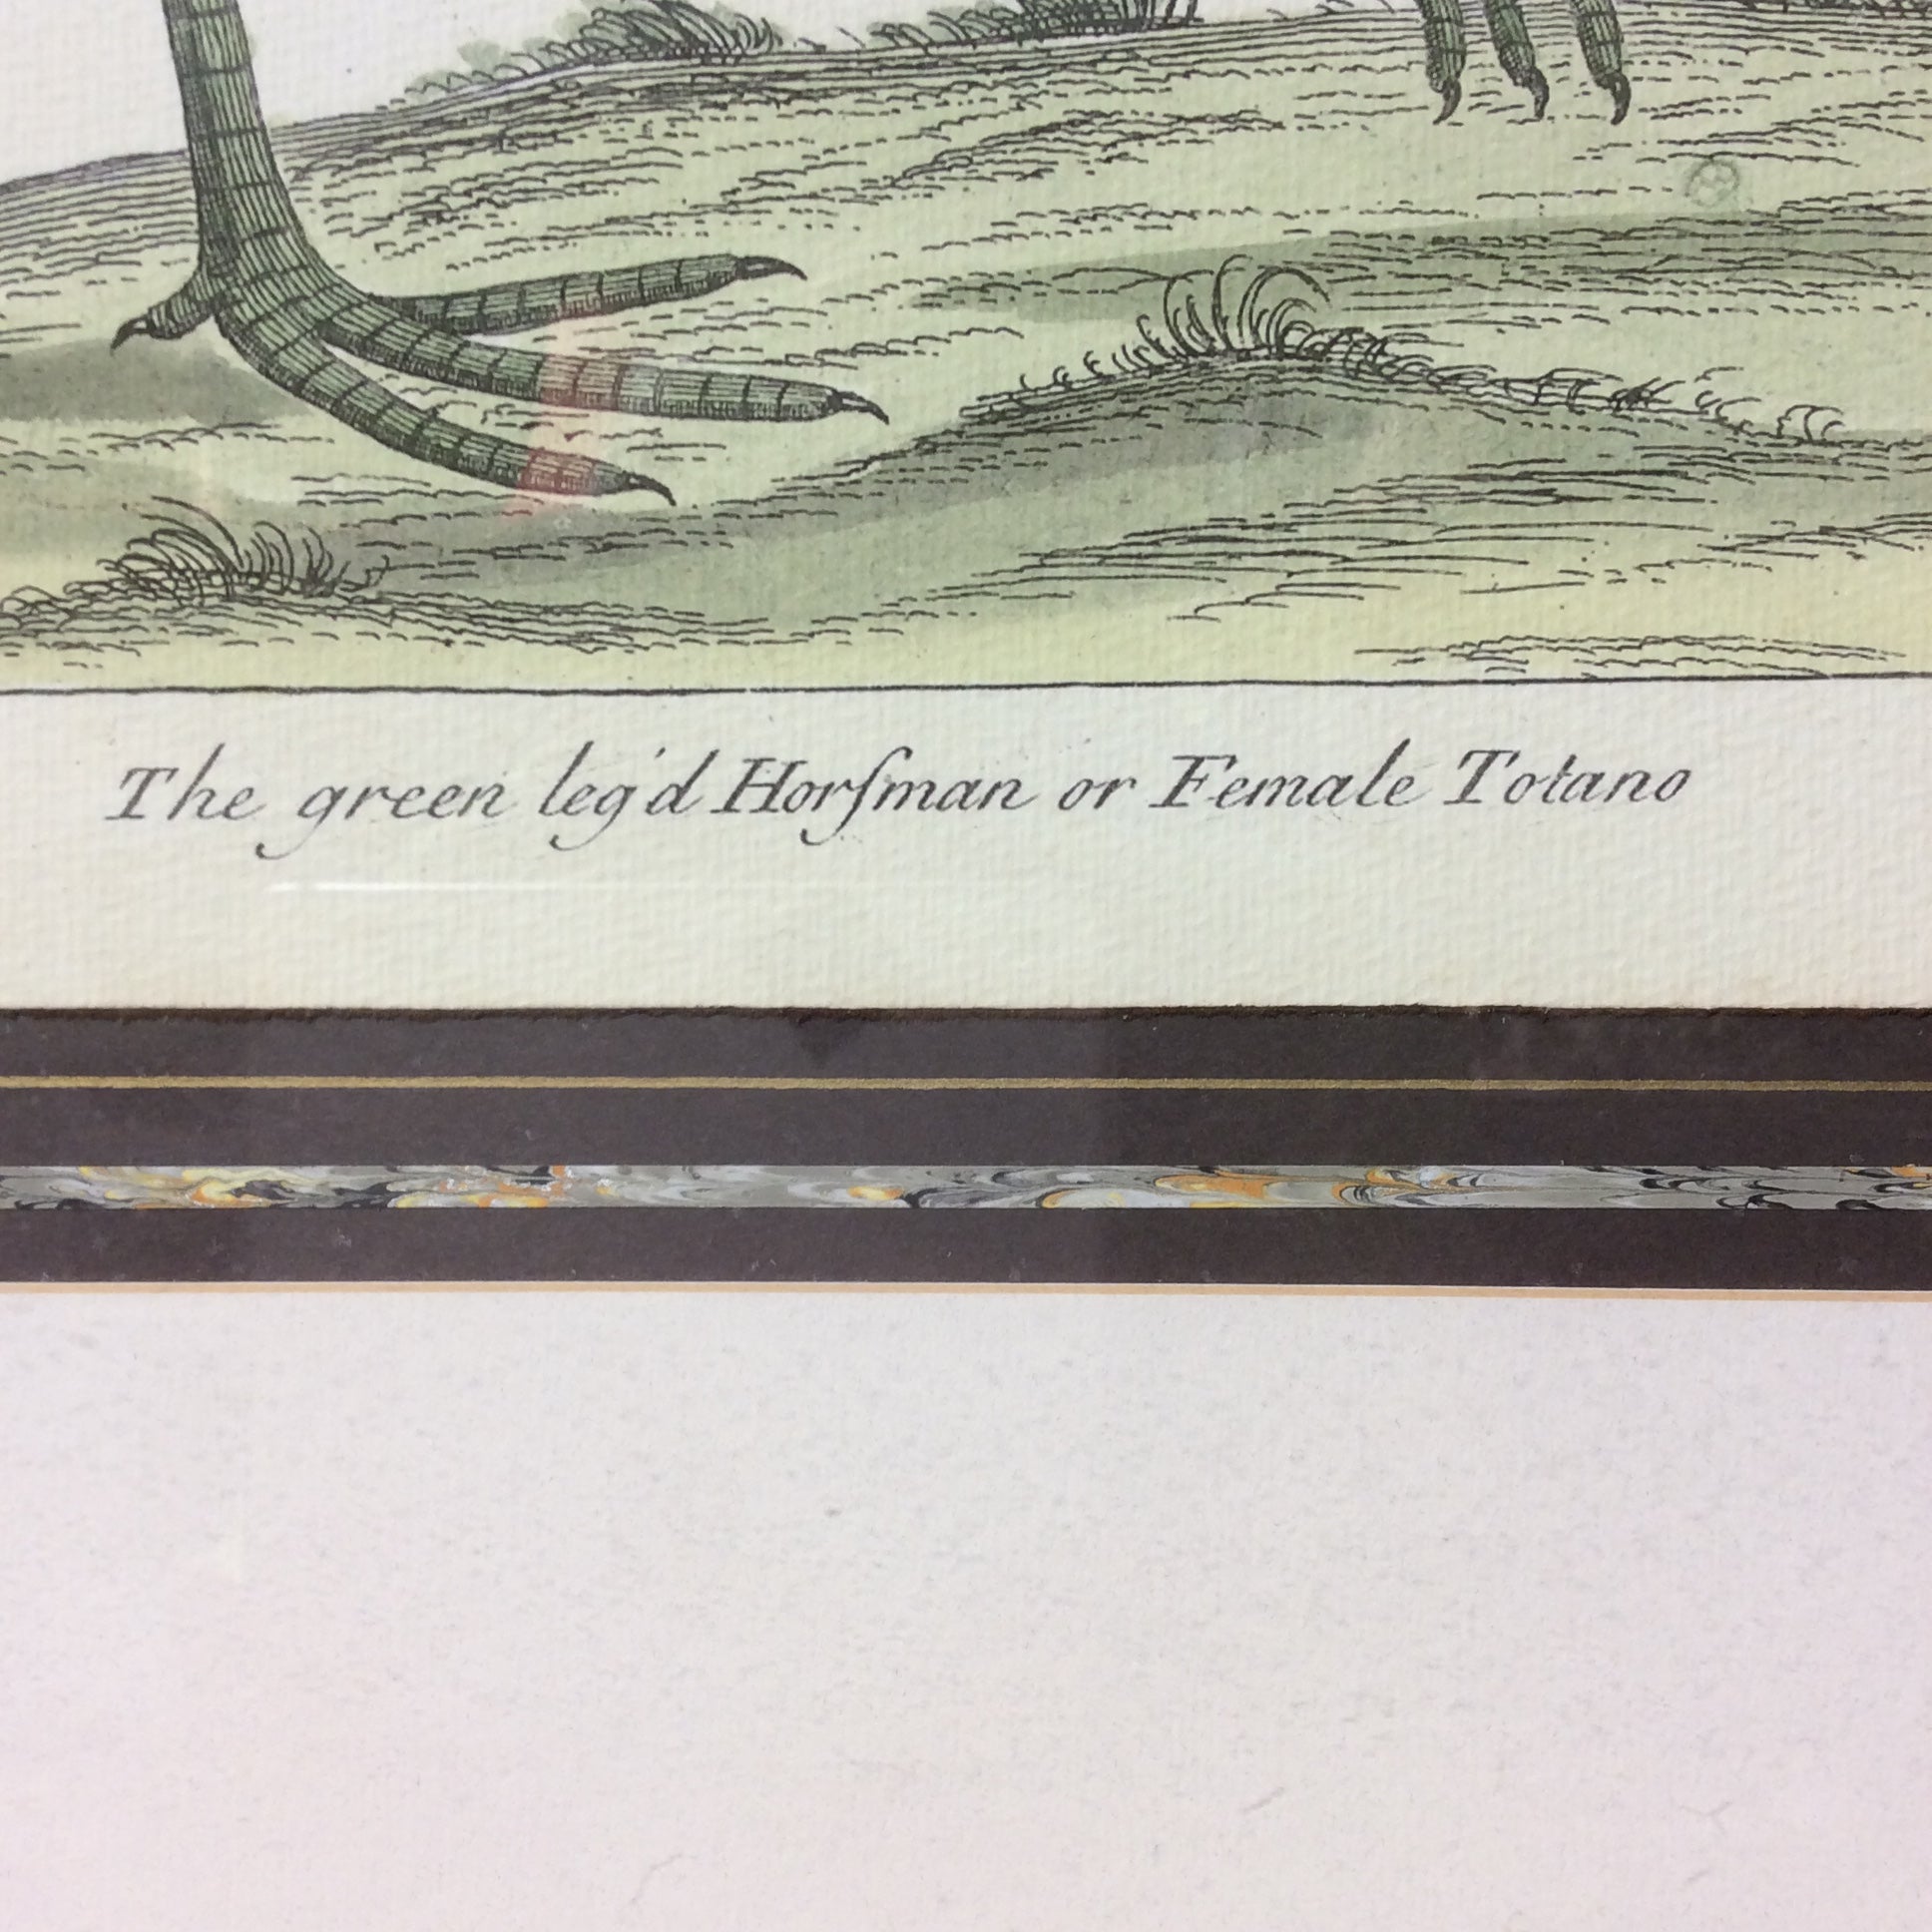 The green leg'd Horſman or Female Totano